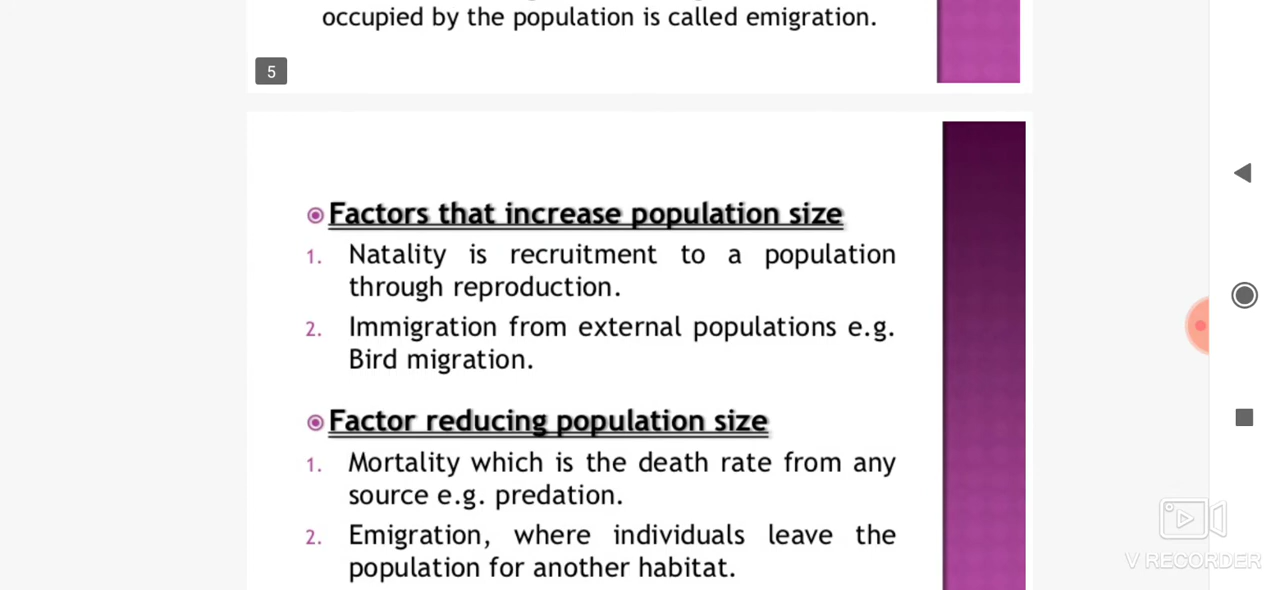 occupied by the population is called emigration.
5
Factors that increase population size
1. Natality is recruitment to a population
through reproduction.
2. Immigration from external populations e.g.
Bird migration.
Factor reducing population size
1. Mortality which is the death rate from any
source e.g. predation.
2. Emigration, where individuals leave the
population for another habitat.
V RECORDER